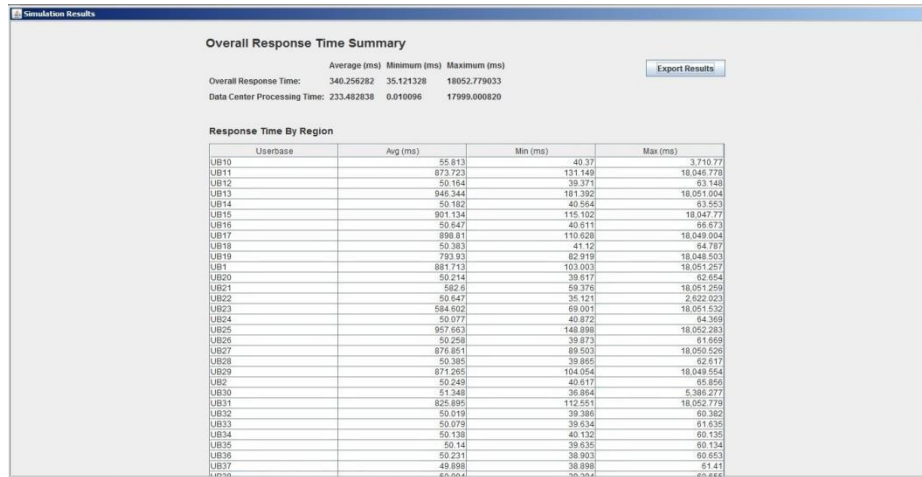 Simulation Results
Overall Response Time Summary
Average (ms) Minimum (ms) Maximum (ms)
Export Results
Overall Response Time: 340.256282 35.121328 18052.779033
Data Center Processing Time: 233.482838 0.010096 17999.000820
Response Time By Region
Userbase Avg (ms) Min (ms) Max (ms)
UB10 55.813 40.37 3,710.77
UB11 873.723 131.149 18,046.778
UB12 50.164 39.371 63.148
UB13 946.344 181.392 18,051.004
UB14 50.182 40.564 63.553
UB15 901.134 115.102 18,047.77
UB16 50.647 40.611 66.673
UB17 898.81 110.628 18,049.004
UB18 50.383 41.12 64.787
UB19 793.93 82.919 18,048.503
UB1 881.713 103.003 18,051.257
UB20 50.214 39.617 62.654
UB21 582.6 59.376 18,051.259
UB22 50.647 35.121 2,622.023
UB23 584.602 69.001 18,051.532
UB24 50.077 40.872 64.369
UB25 957.663 148.898 18,052.283
UB26 50.258 39.873 61.669
UB27 876.851 89.503 18,050.526
UB28 50.385 39.865 62.617
UB29 871.265 104.054 18,049.554
UB2 50.249 40.617 65.856
UB30 51.348 36.864 5,386.277
UB31 825.895 112.551 18,052.779
UB32 50.019 39.386 60.382
UB33 50.079 39.634 61.635
UB34 50.138 40.132 60.135
UB35 50.14 39.635 60.134
UB36 50.231 38.903 60.653
UB37 49.898 38.898 61.41